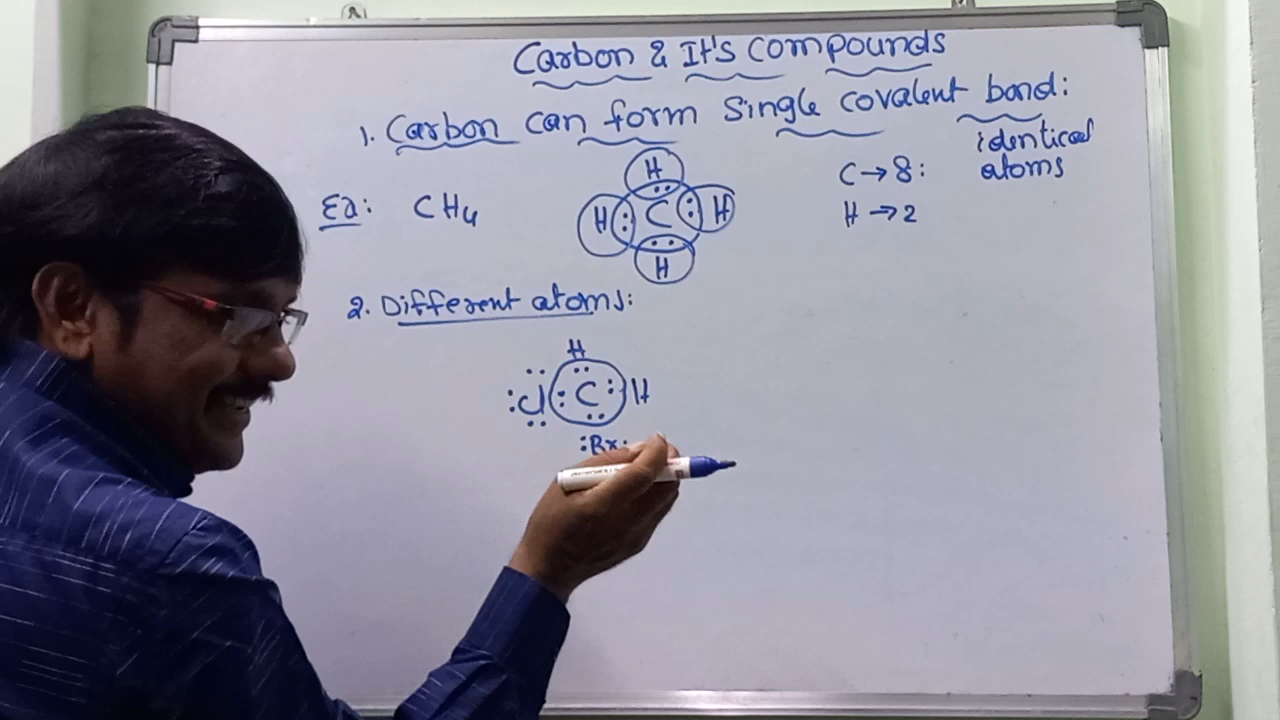 Carbon & It's Compounds
1. Carbon can form Single covalent bond:
identical
atoms
Ex: CH4
H
H : C : H
H
C → 8:
H → 2
2. Different atoms:
H
:Cl : C : H
:Br: